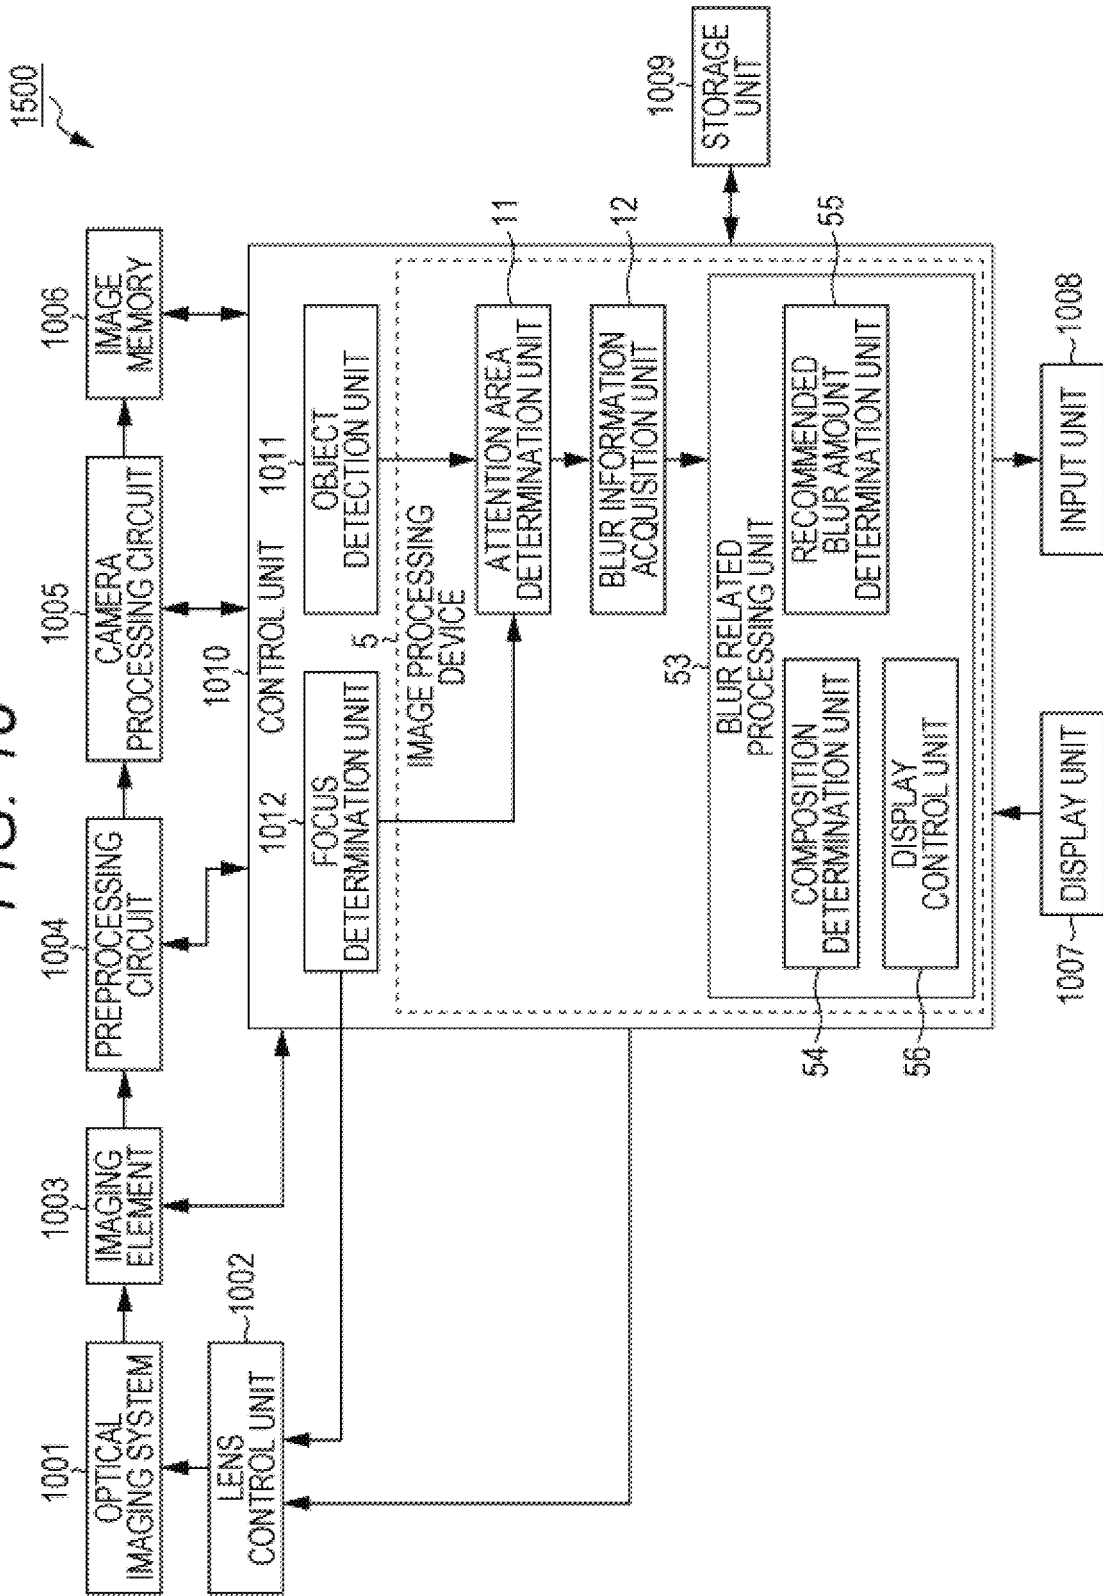 1500
1001
OPTICAL
IMAGING SYSTEM
1002
LENS
CONTROL UNIT
1003
IMAGING
ELEMENT
1004
PREPROCESSING
CIRCUIT
1005
CAMERA
PROCESSING CIRCUIT
1006
IMAGE
MEMORY
1010
CONTROL UNIT
1012
FOCUS
DETERMINATION UNIT
1011
OBJECT
DETECTION UNIT
5
IMAGE PROCESSING
DEVICE
11
ATTENTION AREA
DETERMINATION UNIT
12
BLUR INFORMATION
ACQUISITION UNIT
53
BLUR RELATED
PROCESSING UNIT
54
COMPOSITION
DETERMINATION UNIT
55
RECOMMENDED
BLUR AMOUNT
DETERMINATION UNIT
56
DISPLAY
CONTROL UNIT
1009
STORAGE
UNIT
1007
DISPLAY UNIT
1008
INPUT UNIT